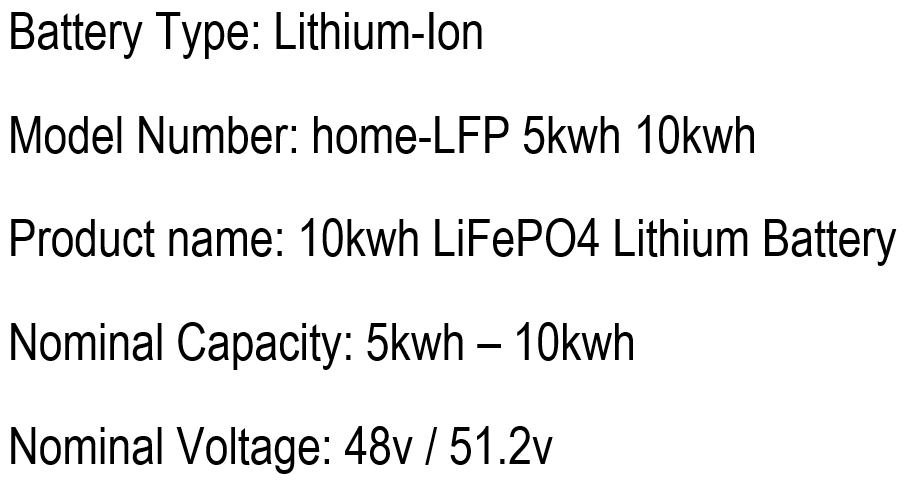 Battery Type: Lithium-Ion
Model Number: home-LFP 5kwh 10kwh
Product name: 10kwh LiFePO4 Lithium Battery
Nominal Capacity: 5kwh – 10kwh
Nominal Voltage: 48v / 51.2v